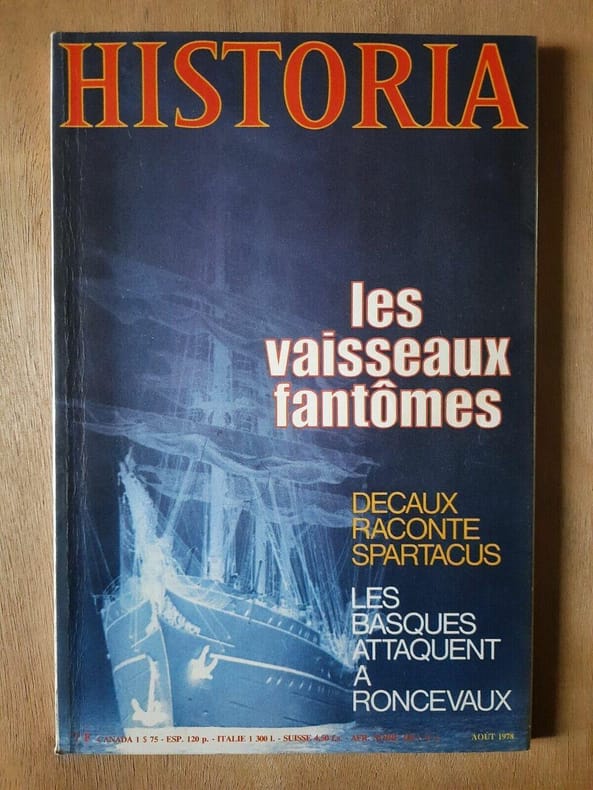 HISTORIA
les
vaisseaux
fantômes
DECAUX
RACONTE
SPARTACUS
LES
BASQUES
ATTAQUENT
A
RONCEVAUX
CANADA 1 $ 75 - ESP. 120 p. - ITALIE 1 300 l. - SUISSE 4,50 f.s.
AOÛT 1978